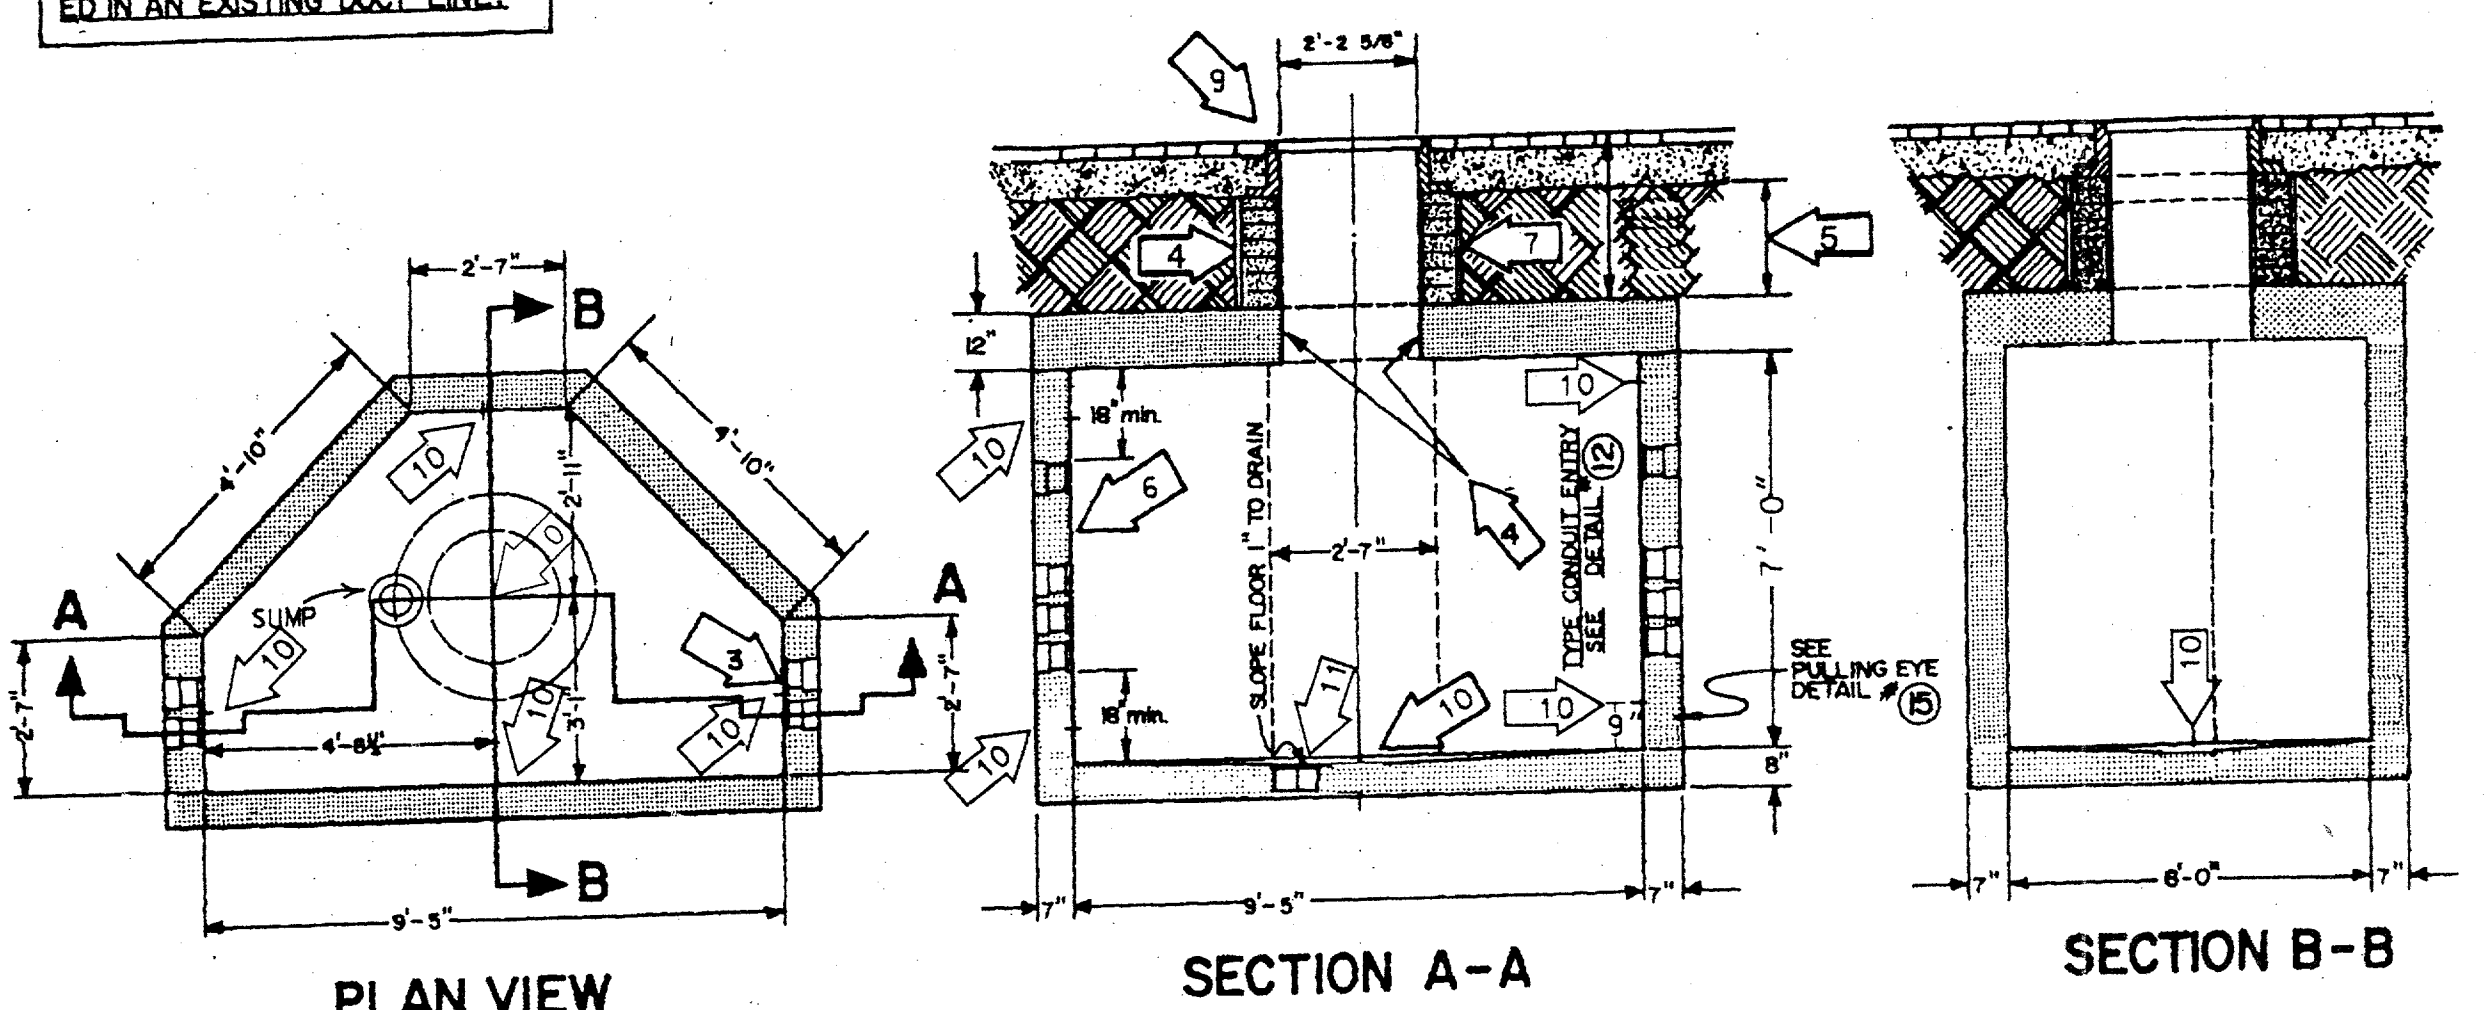 ED IN AN EXISTING DUCT LINE.
2'-7"
B
4'-10"
4'-10"
10
2'-11"
10
A
A
SUMP
10
3
10
10
3'-1"
2'-7"
2'-7"
4'-8½"
B
9'-5"
PLAN VIEW
9
2'-2 5/8"
4
7
5
12"
18" min.
10
10
6
SLOPE FLOOR 1" TO DRAIN
2'-7"
4
TYPE CONDUIT ENTRY
SEE DETAIL # 12
7'-0"
18" min.
11
10
10
9"
10
SEE
PULLING EYE
DETAIL # 15
8"
7"
9'-5"
7"
SECTION A-A
10
7"
6'-0"
7"
SECTION B-B